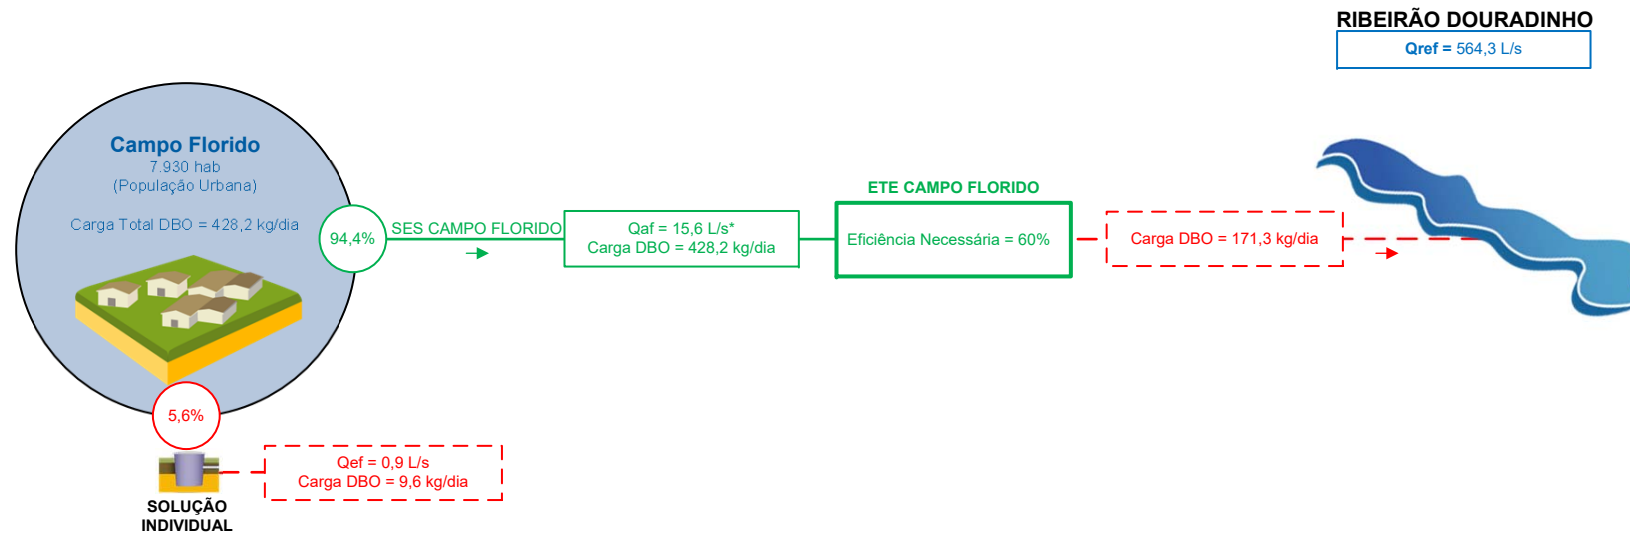 RIBEIRÃO DOURADINHO
Qref = 564,3 L/s
Campo Florido
7.930 hab
(População Urbana)
Carga Total DBO = 428,2 kg/dia
94,4%
SES CAMPO FLORIDO
Qaf = 15,6 L/s*
Carga DBO = 428,2 kg/dia
ETE CAMPO FLORIDO
Eficiência Necessária = 60%
Carga DBO = 171,3 kg/dia
5,6%
Qef = 0,9 L/s
Carga DBO = 9,6 kg/dia
SOLUÇÃO
INDIVIDUAL